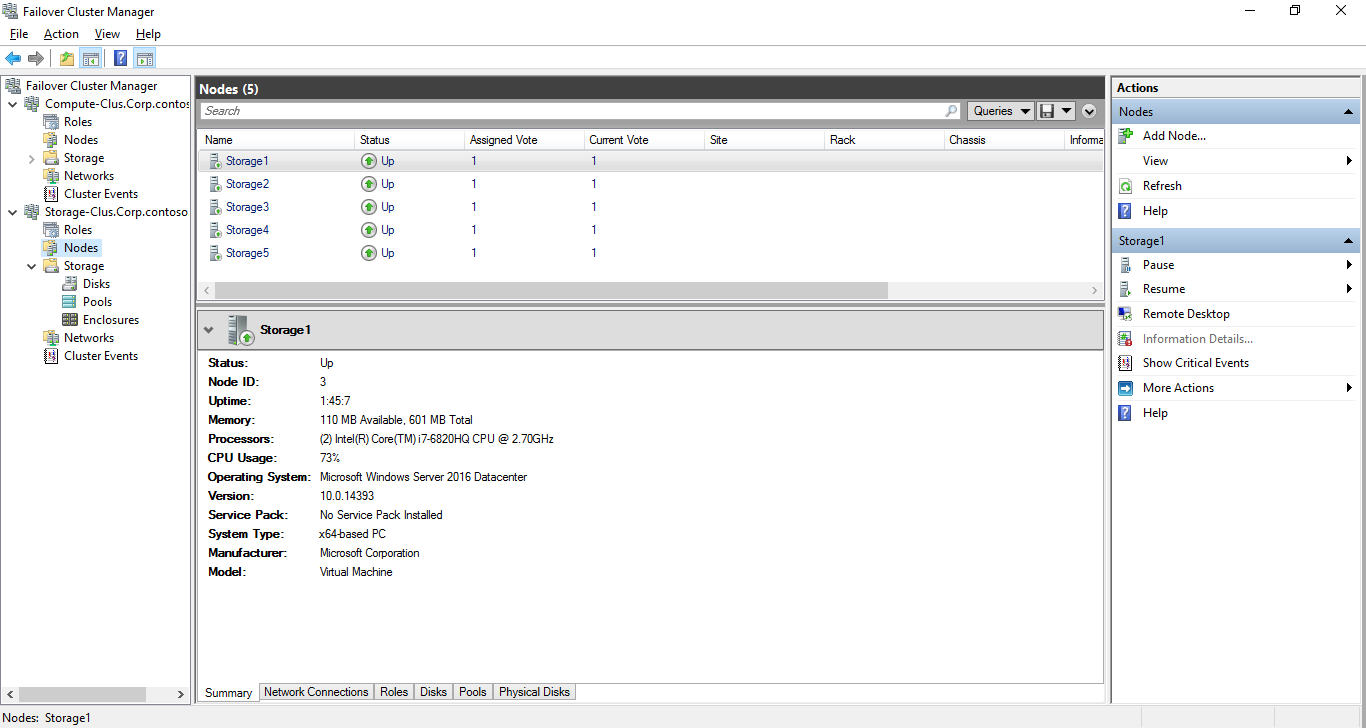 Failover Cluster Manager
File Action View Help
Failover Cluster Manager
Compute-Clus.Corp.contos
Roles
Nodes
Storage
Networks
Cluster Events
Storage-Clus.Corp.contoso
Roles
Nodes
Storage
Disks
Pools
Enclosures
Networks
Cluster Events
Nodes (5)
Search
Queries
Name Status Assigned Vote Current Vote Site Rack Chassis Informa
Storage1 Up 1 1
Storage2 Up 1 1
Storage3 Up 1 1
Storage4 Up 1 1
Storage5 Up 1 1
Storage1
Status: Up
Node ID: 3
Uptime: 1:45:7
Memory: 110 MB Available, 601 MB Total
Processors: (2) Intel(R) Core(TM) i7-6820HQ CPU @ 2.70GHz
CPU Usage: 73%
Operating System: Microsoft Windows Server 2016 Datacenter
Version: 10.0.14393
Service Pack: No Service Pack Installed
System Type: x64-based PC
Manufacturer: Microsoft Corporation
Model: Virtual Machine
Summary Network Connections Roles Disks Pools Physical Disks
Actions
Nodes
Add Node...
View
Refresh
Help
Storage1
Pause
Resume
Remote Desktop
Information Details...
Show Critical Events
More Actions
Help
Nodes: Storage1